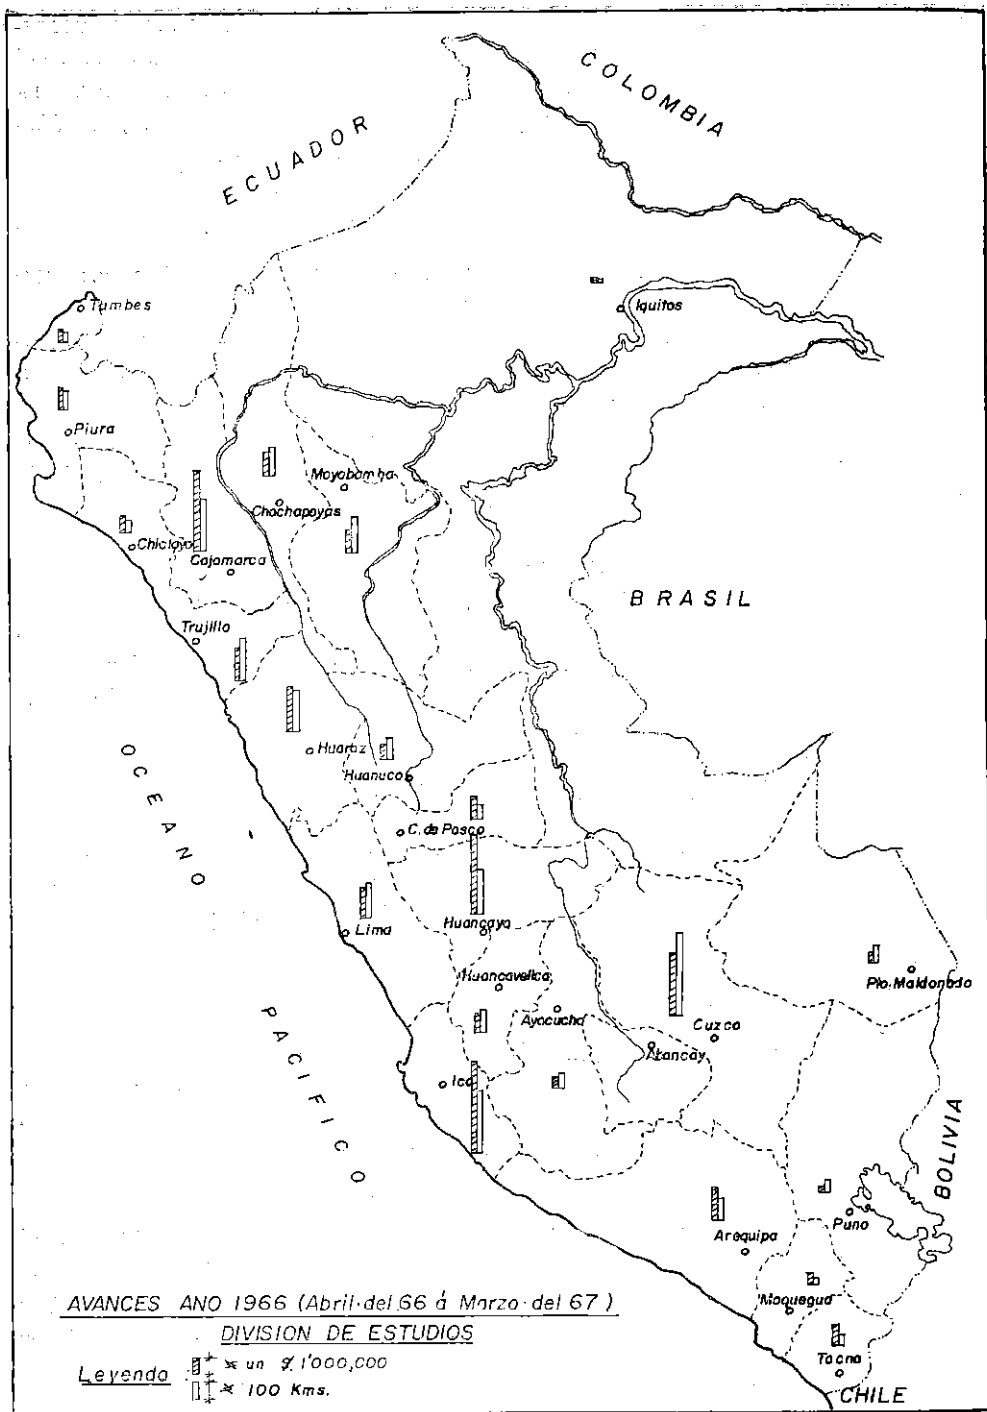 COLOMBIA
ECUADOR
Tumbes
Iquitos
Piura
Moyobamba
Chachapoyas
Chiclayo
Cajamarca
BRASIL
Trujillo
Huaraz
Huanuco
C. de Pasco
OCEANO PACIFICO
Lima
Huancayo
Huancavelica
Pto. Maldonado
Ayacucho
Cuzco
Abancay
Ica
BOLIVIA
Puno
Arequipa
Moquegua
Tacna
CHILE
AVANCES ANO 1966 (Abril del 66 á Marzo del 67)
DIVISION DE ESTUDIOS
Leyenda
un 1'000,000
100 Kms.